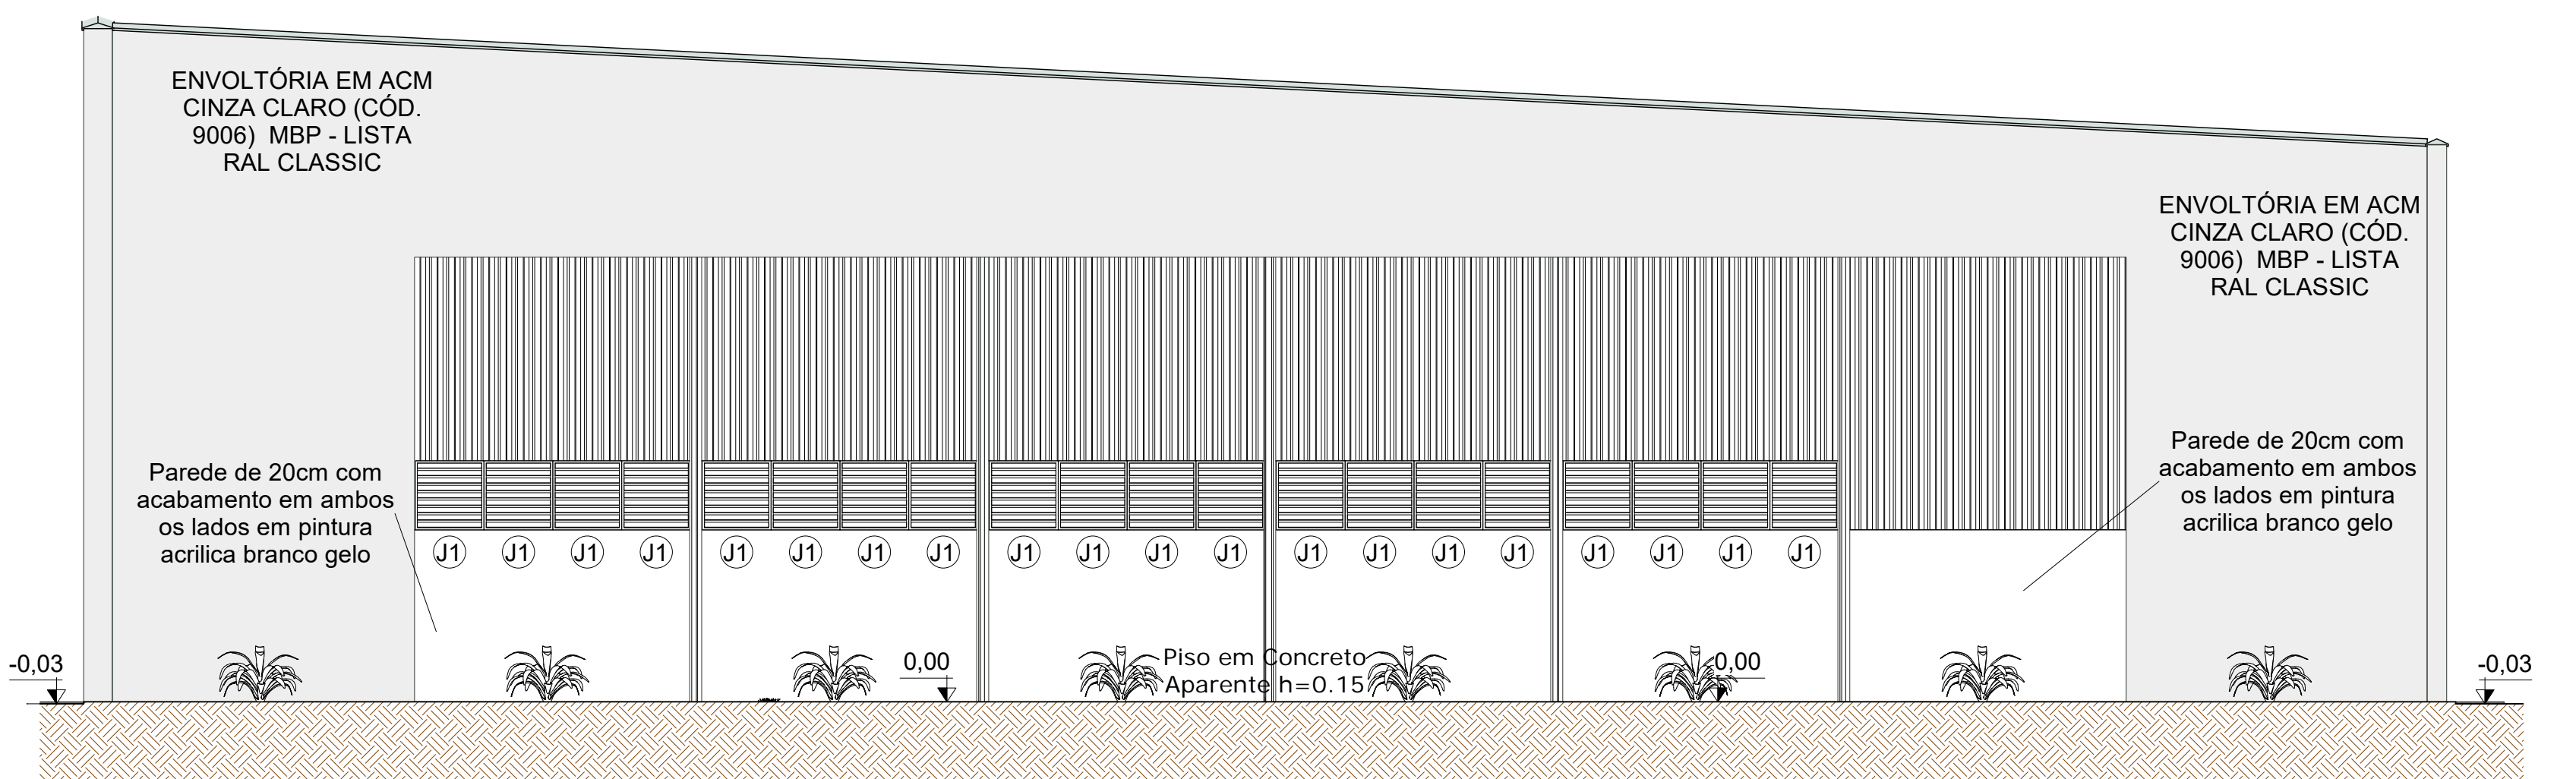 ENVOLTÓRIA EM ACM
CINZA CLARO (CÓD.
9006)  MBP - LISTA
RAL CLASSIC
ENVOLTÓRIA EM ACM
CINZA CLARO (CÓD.
9006)  MBP - LISTA
RAL CLASSIC
Parede de 20cm com
acabamento em ambos
os lados em pintura
acrilica branco gelo
Parede de 20cm com
acabamento em ambos
os lados em pintura
acrilica branco gelo
J1 J1 J1 J1 J1 J1 J1 J1 J1 J1 J1 J1 J1 J1 J1 J1 J1 J1 J1 J1
-0,03
0,00
Piso em Concreto
Aparente h=0.15
0,00
-0,03